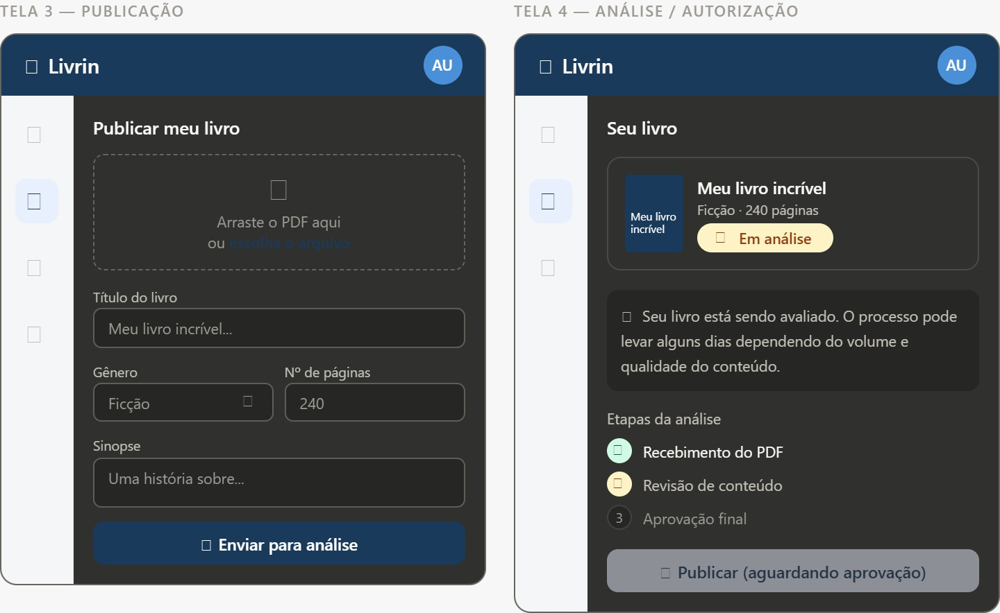 TELA 3 — PUBLICAÇÃO
Livrin
AU
Publicar meu livro
Arraste o PDF aqui
ou escolha o arquivo
Título do livro
Meu livro incrível...
Gênero
Nº de páginas
Ficção
240
Sinopse
Uma história sobre...
Enviar para análise
TELA 4 — ANÁLISE / AUTORIZAÇÃO
Livrin
AU
Seu livro
Meu livro
incrível
Meu livro incrível
Ficção · 240 páginas
Em análise
Seu livro está sendo avaliado. O processo pode
levar alguns dias dependendo do volume e
qualidade do conteúdo.
Etapas da análise
Recebimento do PDF
Revisão de conteúdo
3 Aprovação final
Publicar (aguardando aprovação)